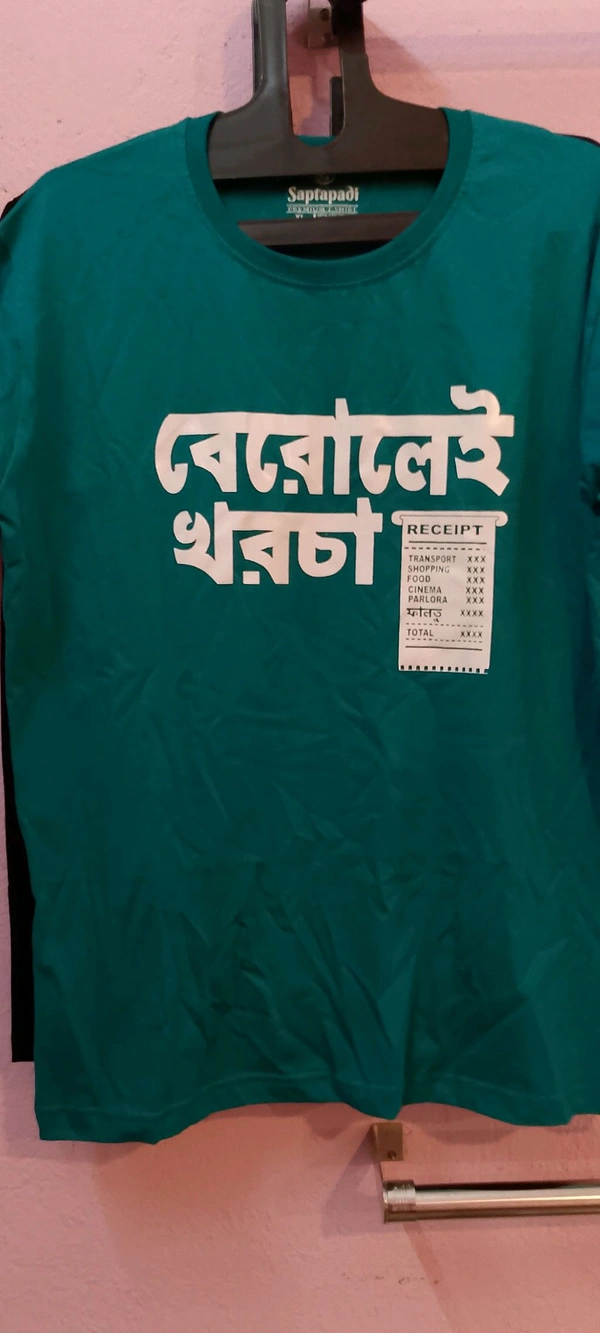 Saptapadi
বেরোলেই
খরচা
RECEIPT
TRANSPORT XXX
SHOPPING XXX
FOOD XXX
CINEMA XXX
PARLORA XXX
ফালতু XXXX
TOTAL XXXX